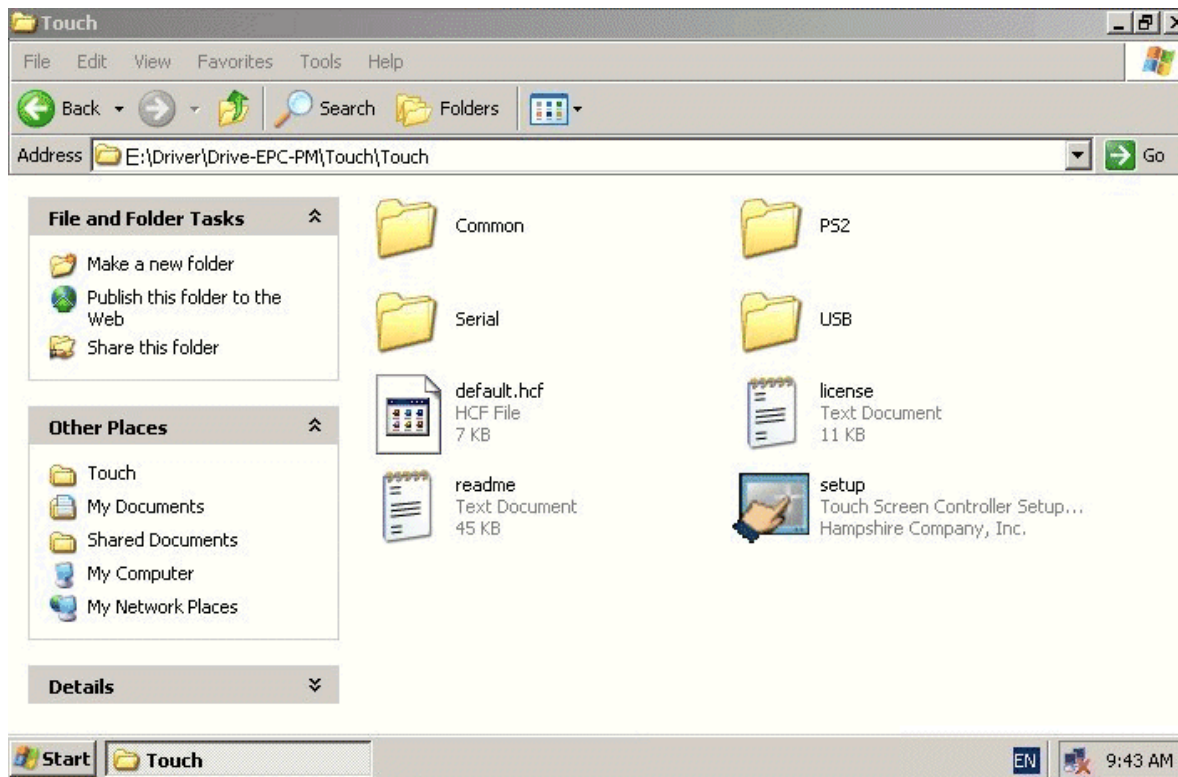 Touch
File Edit View Favorites Tools Help
Back Search Folders
Address E:\Driver\Drive-EPC-PM\Touch\Touch Go
File and Folder Tasks
Make a new folder
Publish this folder to the
Web
Share this folder
Other Places
Touch
My Documents
Shared Documents
My Computer
My Network Places
Details
Common
PS2
Serial
USB
default.hcf
HCF File
7 KB
license
Text Document
11 KB
readme
Text Document
45 KB
setup
Touch Screen Controller Setup...
Hampshire Company, Inc.
Start Touch EN 9:43 AM